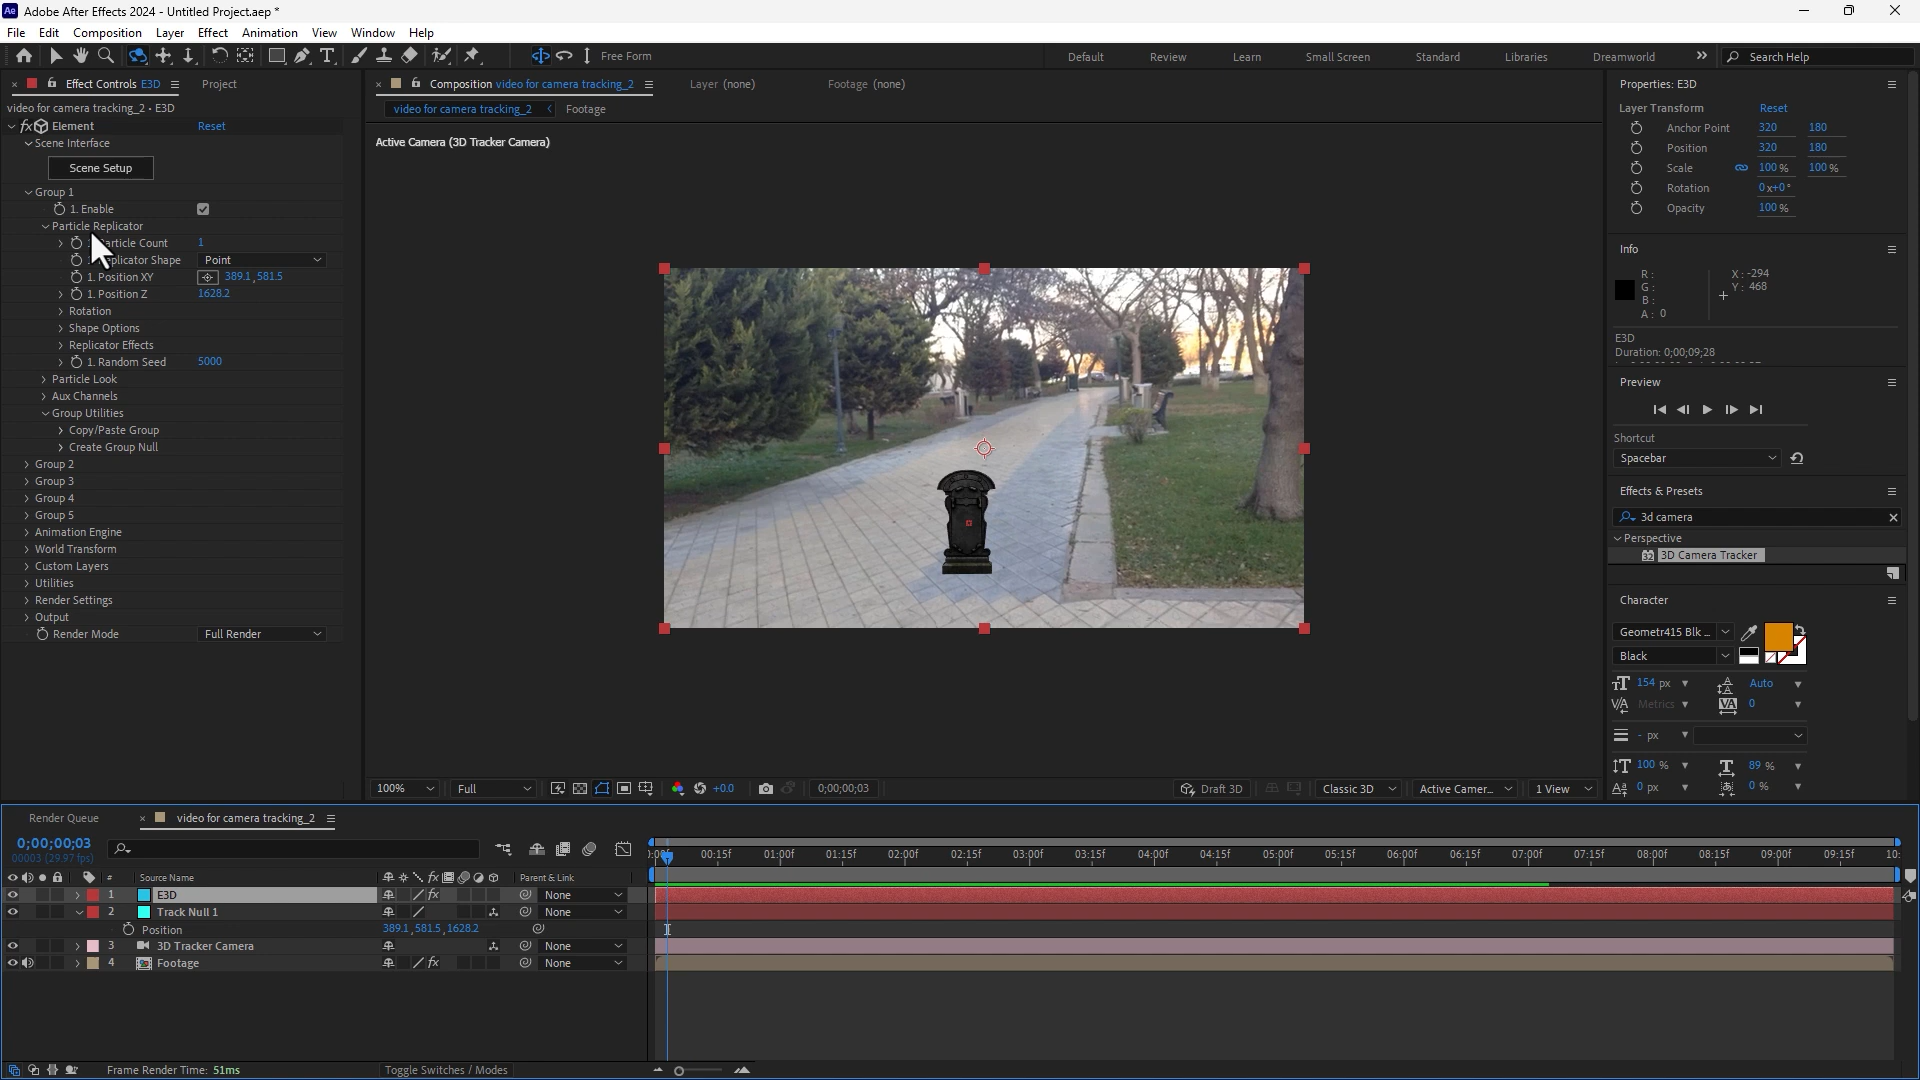 Adobe After Effects 2024 - Untitled Project.aep *
File Edit Composition Layer Effect Animation View Window Help
Free Form Default Review Learn Small Screen Standard Libraries Dreamworld Search Help
Effect Controls E3D Project
video for camera tracking_2 • E3D
fx Element Reset
Scene Interface
Scene Setup
Group 1
1. Enable
Particle Replicator
Particle Count 1
Replicator Shape Point
1. Position XY 389.1, 581.5
1. Position Z 1628.2
Rotation
Shape Options
Replicator Effects
1. Random Seed 5000
Particle Look
Aux Channels
Group Utilities
Copy/Paste Group
Create Group Null
Group 2
Group 3
Group 4
Group 5
Animation Engine
World Transform
Custom Layers
Utilities
Render Settings
Output
Render Mode Full Render
Composition video for camera tracking_2 Layer (none) Footage (none)
video for camera tracking_2 < Footage
Active Camera (3D Tracker Camera)
100% Full +0.0 0;00;00;03 Draft 3D Classic 3D Active Camer... 1 View
Properties: E3D
Layer Transform Reset
Anchor Point 320 180
Position 320 180
Scale 100 % 100 %
Rotation 0x+0°
Opacity 100 %
Info
R: X: -294
G: Y: 468
B:
A: 0
E3D
Duration: 0;00;09;28
Preview
Shortcut
Spacebar
Effects & Presets
3d camera
Perspective
32 3D Camera Tracker
Character
Geometr415 Blk ...
Black
154 px Auto
Metrics 0
- px
100 % 89 %
0 px 0 %
Render Queue video for camera tracking_2
0;00;00;03
00003 (29.97 fps)
# Source Name Parent & Link
1 E3D None
2 Track Null 1 None
Position 389.1, 581.5, 1628.2
3 3D Tracker Camera None
4 Footage None
00:15f 01:00f 01:15f 02:00f 02:15f 03:00f 03:15f 04:00f 04:15f 05:00f 05:15f 06:00f 06:15f 07:00f 07:15f 08:00f 08:15f 09:00f 09:15f 10:
Frame Render Time: 51ms Toggle Switches / Modes